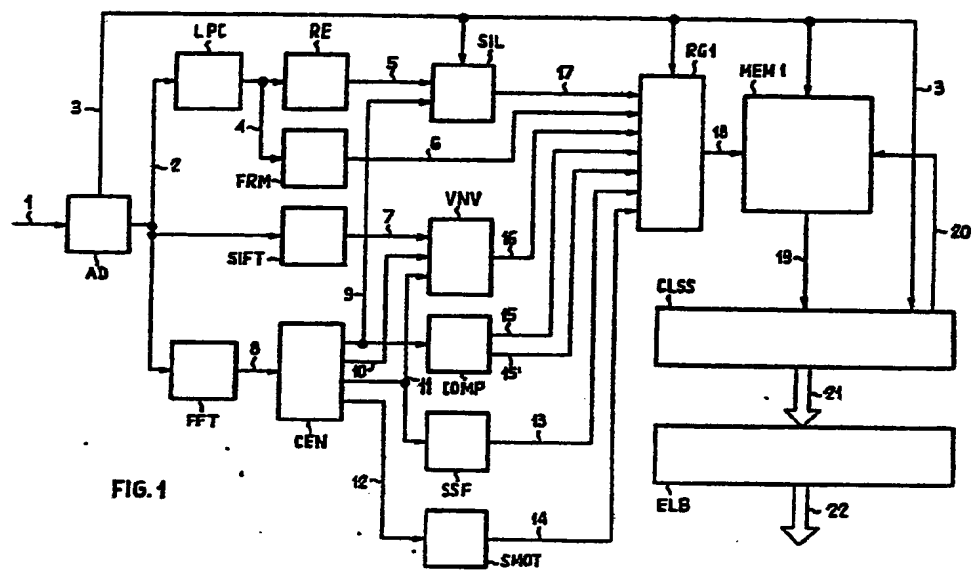 LPC
RE
SIL
RG1
MEM1
3
5
17
3
4
6
18
2
FRM
1
VNV
7
16
20
AD
SIFT
19
9
CLSS
15
8
10
15'
21
11
COMP
FFT
CEN
13
12
SSF
ELB
FIG.1
14
22
SMOT